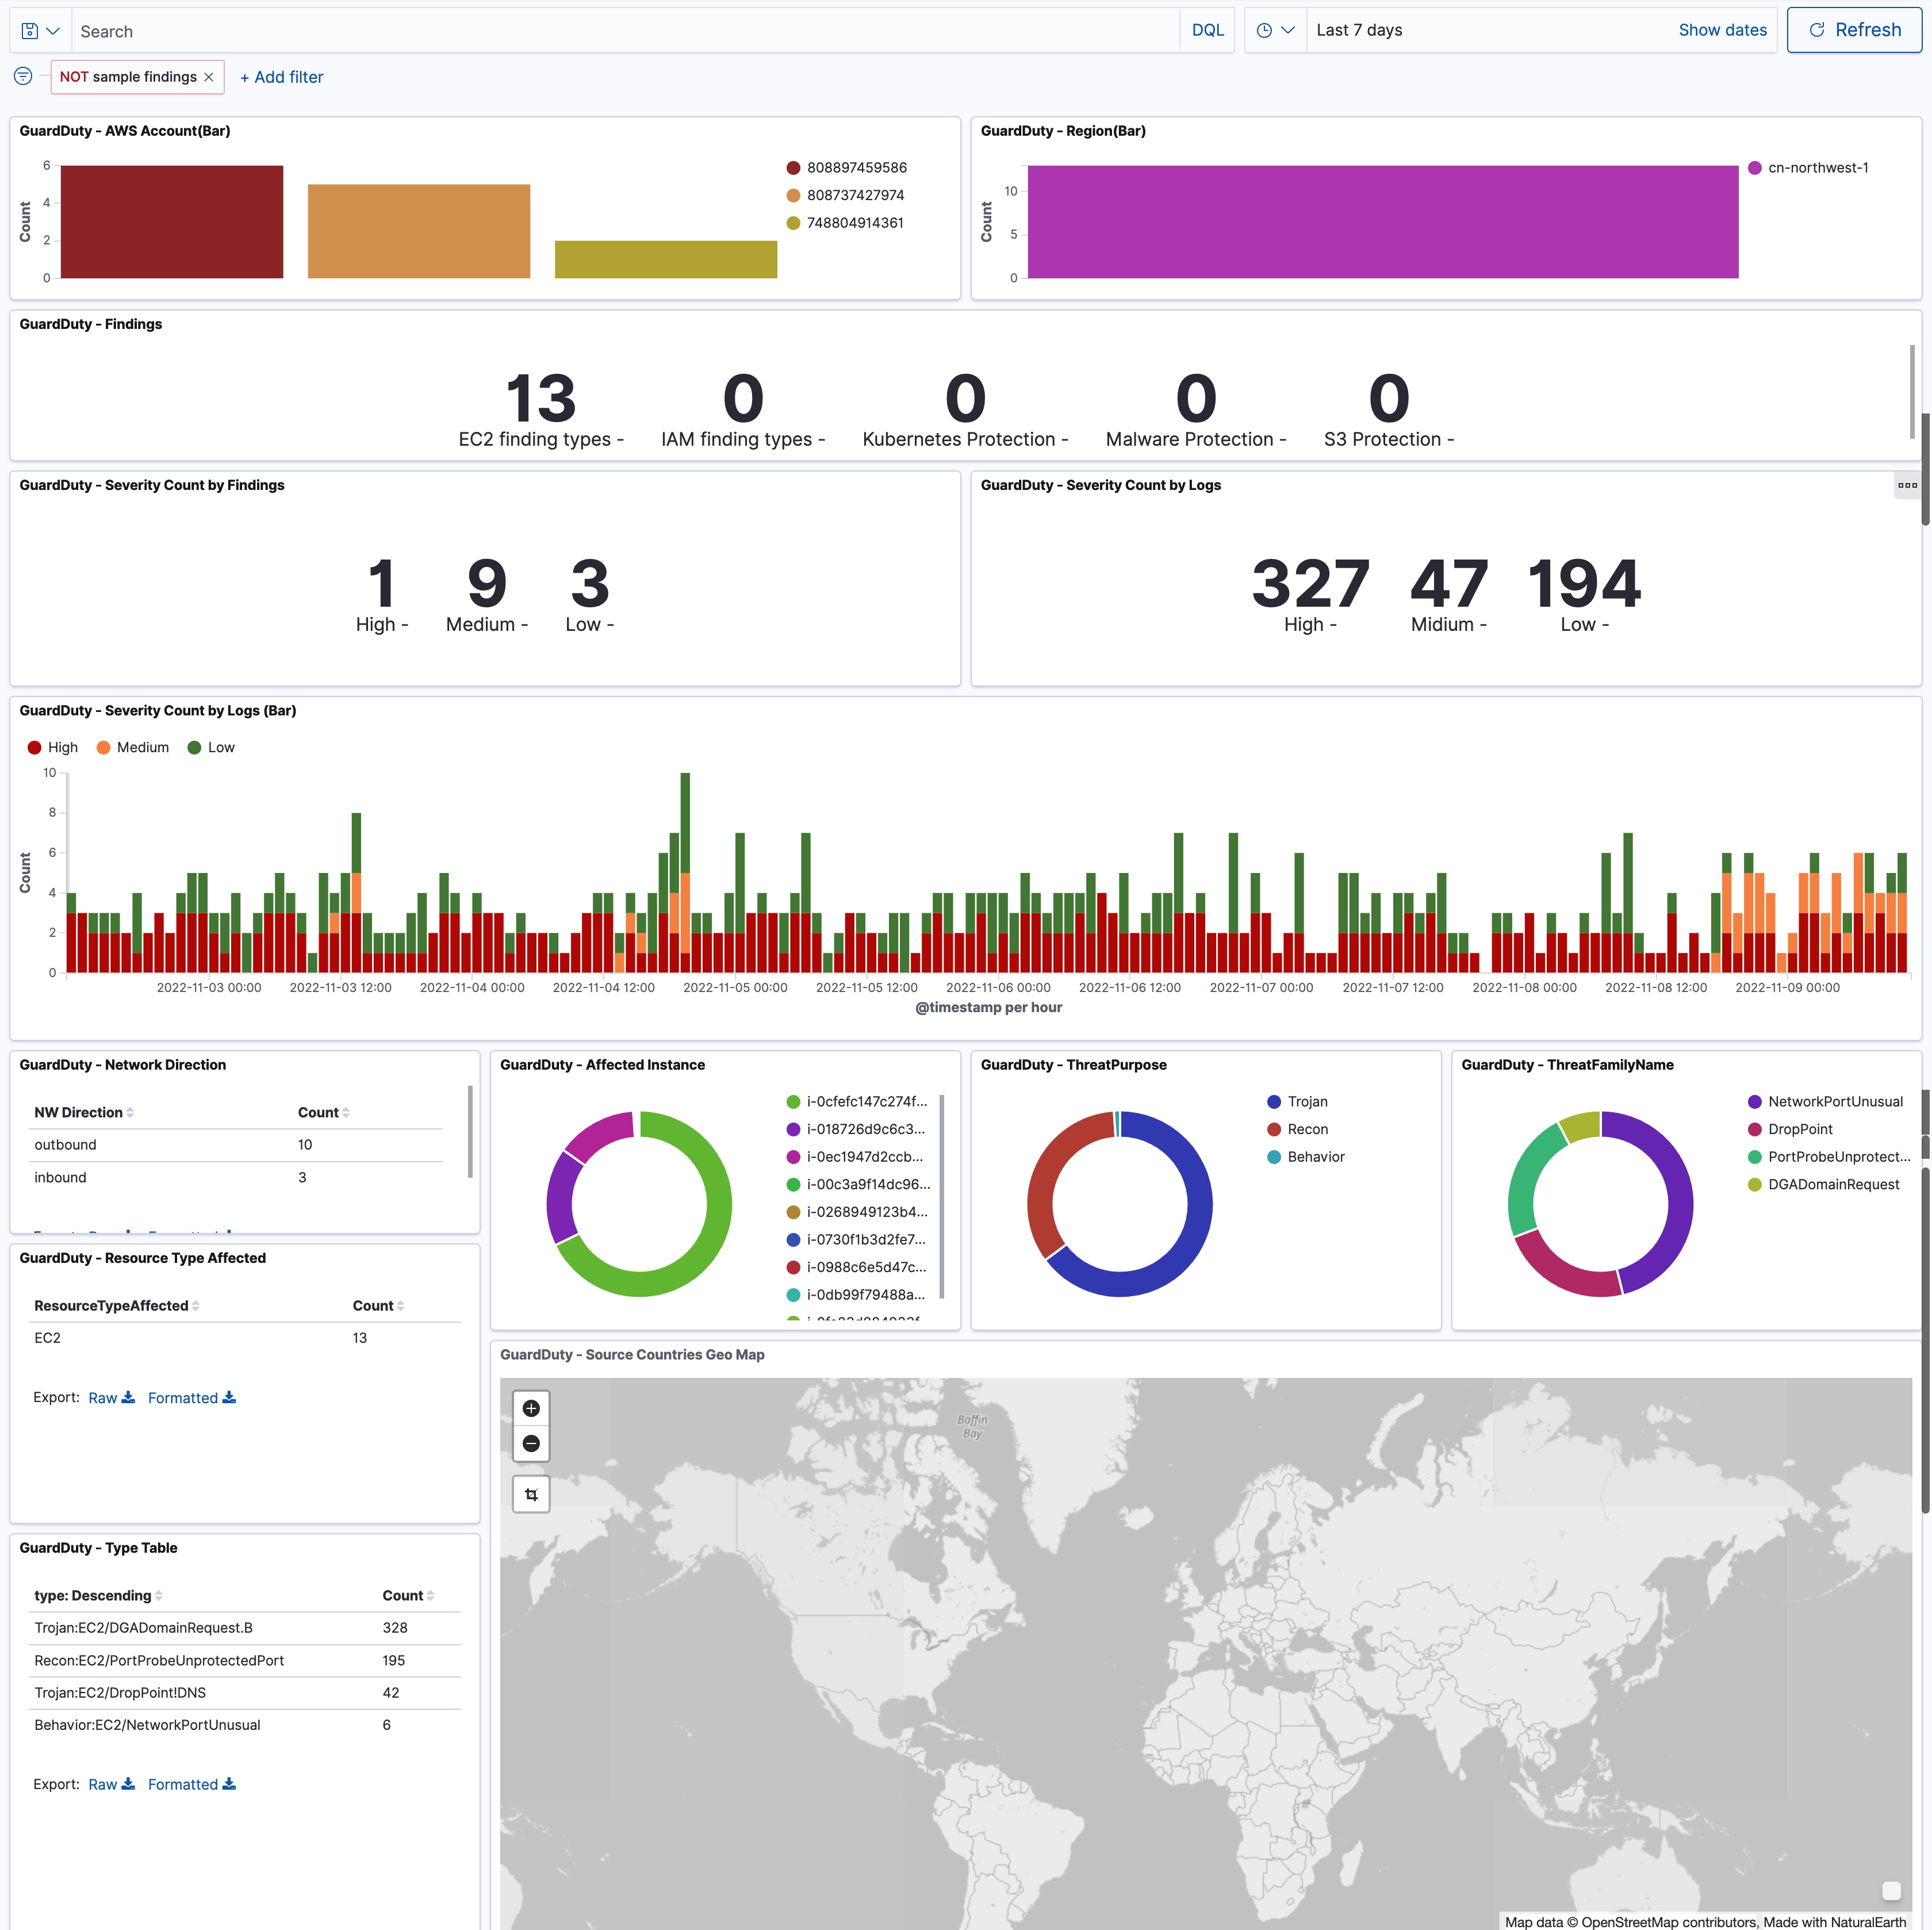 Search DQL Last 7 days Show dates Refresh
NOT sample findings × + Add filter
GuardDuty - AWS Account(Bar)
6
4
2
0
Count
808897459586
808737427974
748804914361
GuardDuty - Region(Bar)
10
5
0
Count
cn-northwest-1
GuardDuty - Findings
13 0 0 0 0
EC2 finding types - IAM finding types - Kubernetes Protection - Malware Protection - S3 Protection -
GuardDuty - Severity Count by Findings
1 9 3
High - Medium - Low -
GuardDuty - Severity Count by Logs
327 47 194
High - Midium - Low -
GuardDuty - Severity Count by Logs (Bar)
High Medium Low
10
8
6
4
2
0
Count
2022-11-03 00:00 2022-11-03 12:00 2022-11-04 00:00 2022-11-04 12:00 2022-11-05 00:00 2022-11-05 12:00 2022-11-06 00:00 2022-11-06 12:00 2022-11-07 00:00 2022-11-07 12:00 2022-11-08 00:00 2022-11-08 12:00 2022-11-09 00:00
@timestamp per hour
GuardDuty - Network Direction
NW Direction Count
outbound 10
inbound 3
GuardDuty - Affected Instance
i-0cfefc147c274f...
i-018726d9c6c3...
i-0ec1947d2ccb...
i-00c3a9f14dc96...
i-0268949123b4...
i-0730f1b3d2fe7...
i-0988c6e5d47c...
i-0db99f79488a...
GuardDuty - ThreatPurpose
Trojan
Recon
Behavior
GuardDuty - ThreatFamilyName
NetworkPortUnusual
DropPoint
PortProbeUnprotect...
DGADomainRequest
GuardDuty - Resource Type Affected
ResourceTypeAffected Count
EC2 13
Export: Raw Formatted
GuardDuty - Type Table
type: Descending Count
Trojan:EC2/DGADomainRequest.B 328
Recon:EC2/PortProbeUnprotectedPort 195
Trojan:EC2/DropPoint!DNS 42
Behavior:EC2/NetworkPortUnusual 6
Export: Raw Formatted
GuardDuty - Source Countries Geo Map
Baffin
Bay
Map data © OpenStreetMap contributors, Made with NaturalEarth